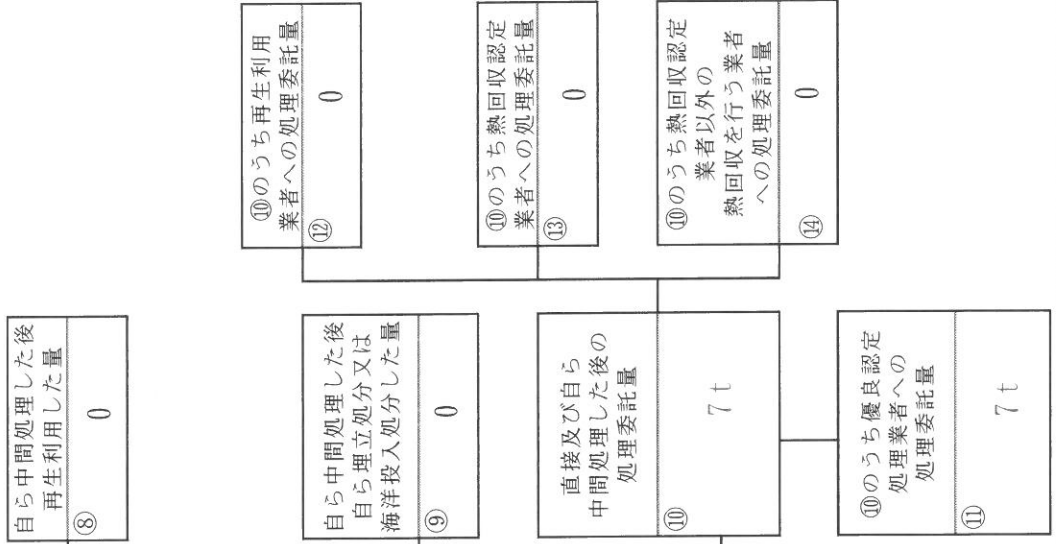 自ら中間処理した後
再生利用した量
⑧
0
自ら中間処理した後
自ら埋立処分又は
海洋投入処分した量
⑨
0
直接及び自ら
中間処理した後の
処理委託量
⑩
7t
⑩のうち優良認定
処理業者への
処理委託量
⑪
7t
⑩のうち再生利用
業者への処理委託量
⑫
0
⑩のうち熱回収認定
業者への処理委託量
⑬
0
⑩のうち熱回収認定
業者以外の
熱回収を行う業者
への処理委託量
⑭
0